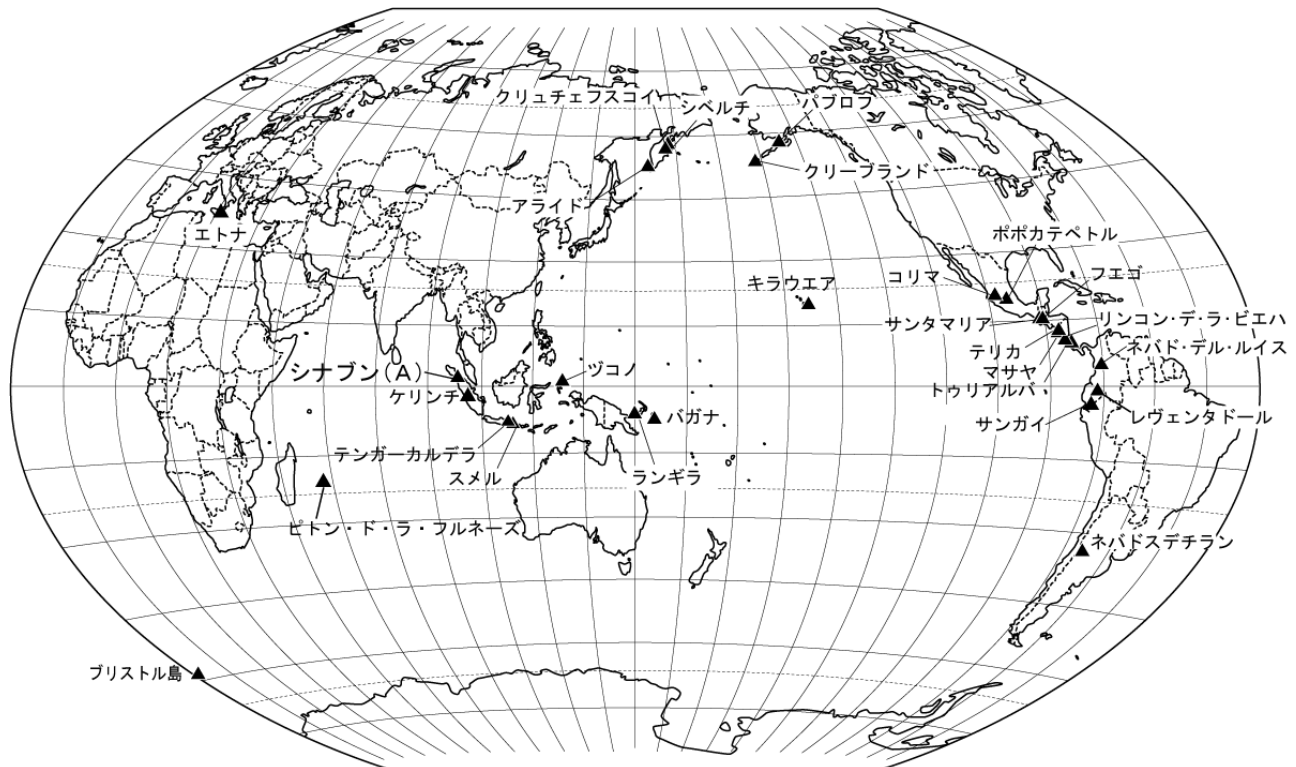 クリュチェフスコイ
シベルチ
パブロフ
クリーブランド
アライド
エトナ
ポポカテペトル
コリマ
フエゴ
キラウエア
サンタマリア
リンコン・デ・ラ・ビエハ
テリカ
ネバド・デル・ルイス
マサヤ
シナブン(A)
ヅコノ
トゥリアルバ
ケリンチ
バガナ
サンガイ
レヴェンタドール
テンガーカルデラ
スメル
ランギラ
ピトン・ド・ラ・フルネーズ
ネバドスデチラン
ブリストル島